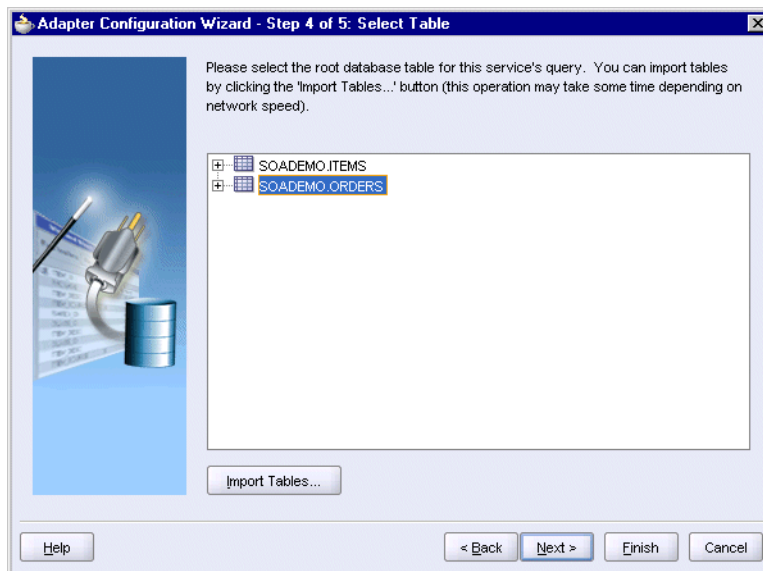 Adapter Configuration Wizard - Step 4 of 5: Select Table
Please select the root database table for this service's query. You can import tables
by clicking the 'Import Tables...' button (this operation may take some time depending on
network speed).
SOADEMO.ITEMS
SOADEMO.ORDERS
Import Tables...
Help
< Back
Next >
Finish
Cancel